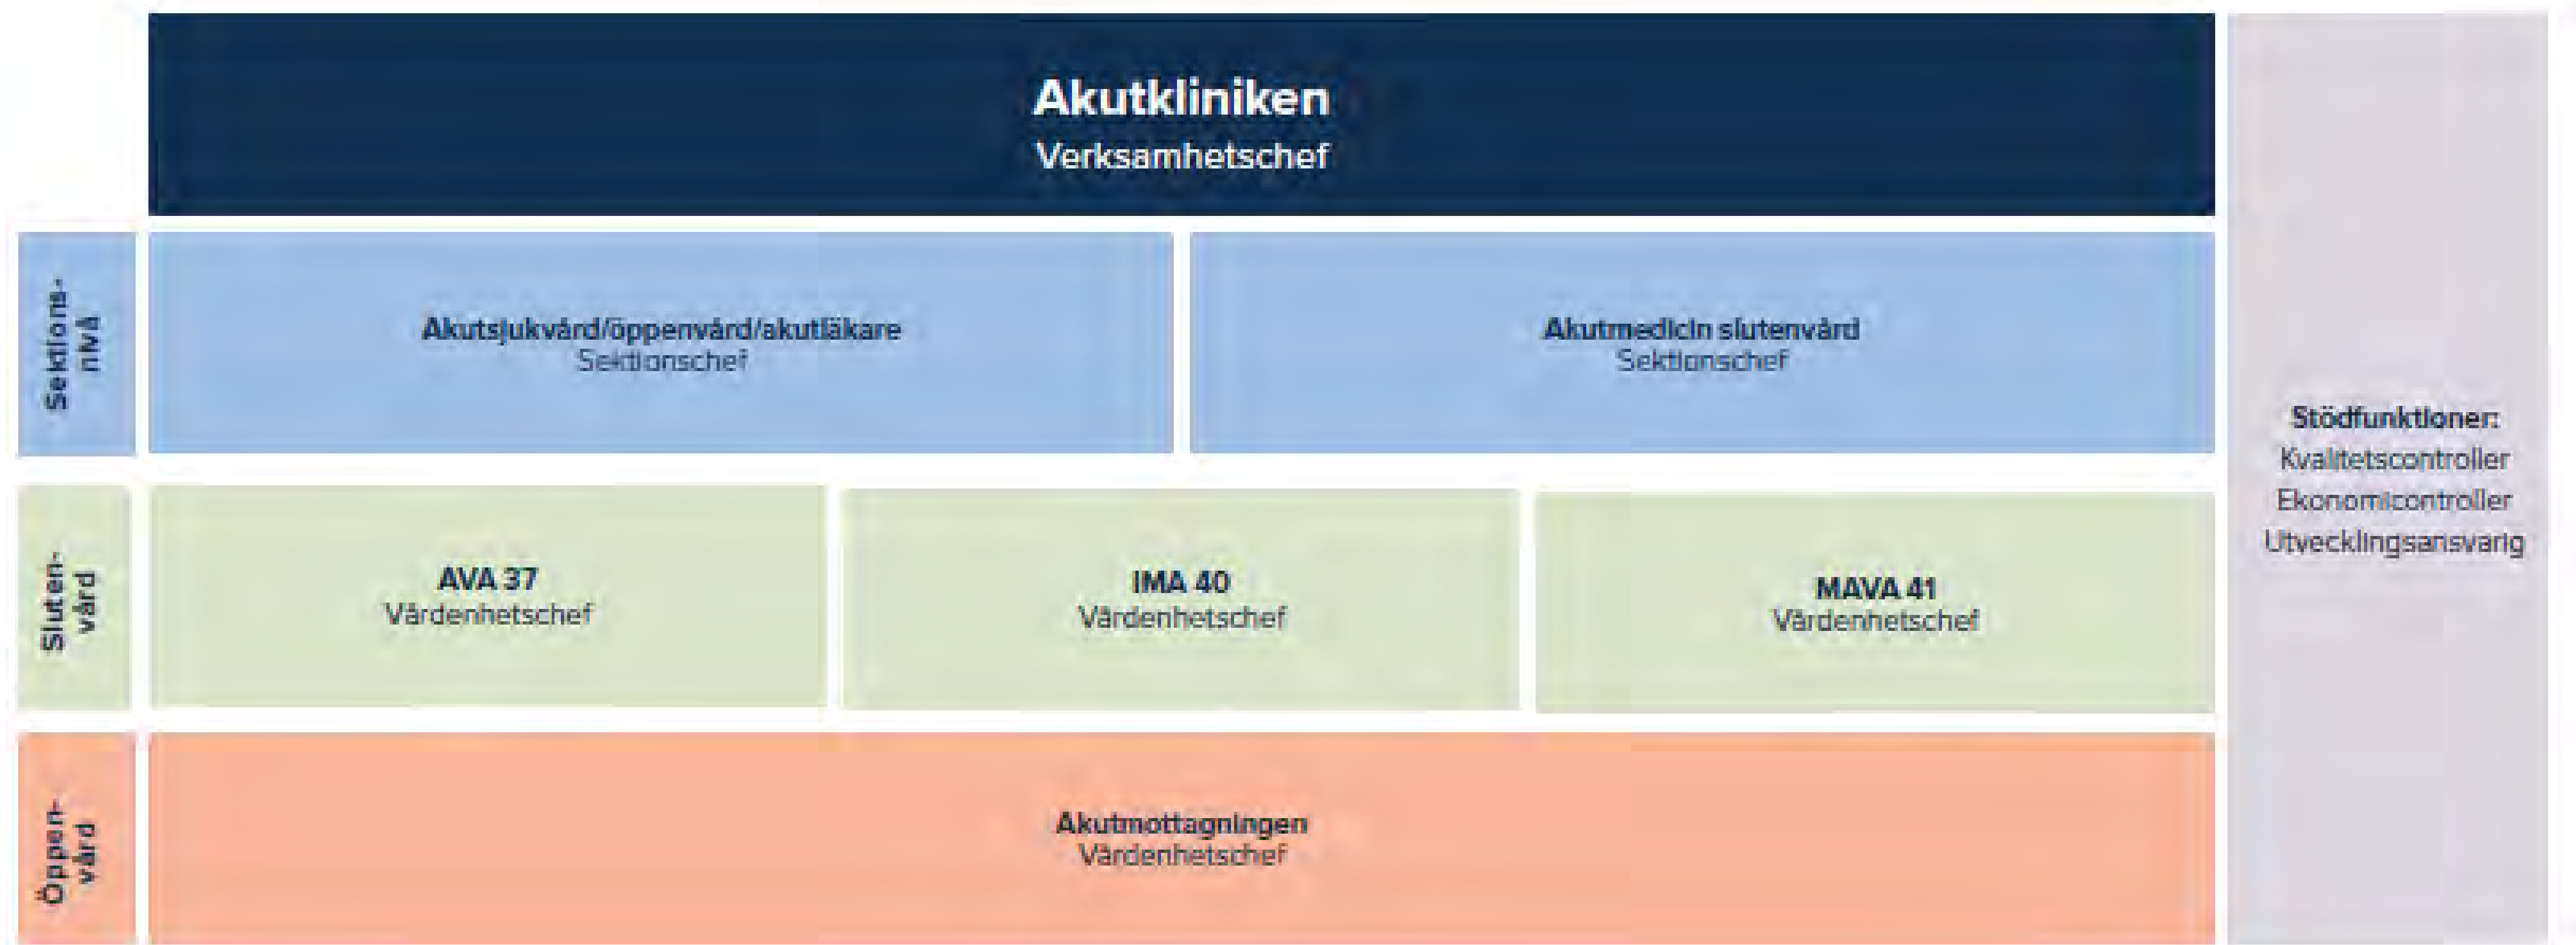 Akutkliniken
Verksamhetschef
Sektions-
nivå
Akutsjukvård/öppenvård/akutläkare
Sektionschef
Akutmedicin slutenvård
Sektionschef
Sluten-
vård
AVA 37
Vårdenhetschef
IMA 40
Vårdenhetschef
MAVA 41
Vårdenhetschef
Öppen-
vård
Akutmottagningen
Vårdenhetschef
Stödfunktioner:
Kvalitetscontroller
Ekonomicontroller
Utvecklingsansvarig